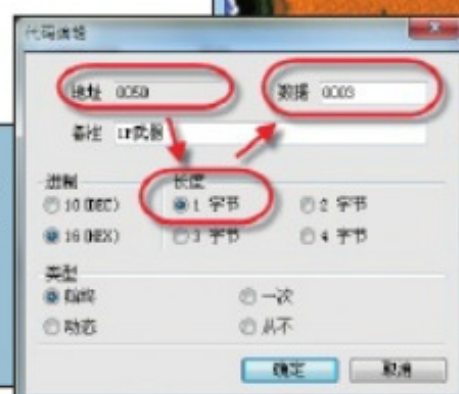 代码编辑
地址 0050
数据 0003
备注 1P武器
进制
长度
10(DEC)
1 字节
2 字节
16(HEX)
3 字节
4 字节
类型
始终
一次
动态
从不
确定
取消